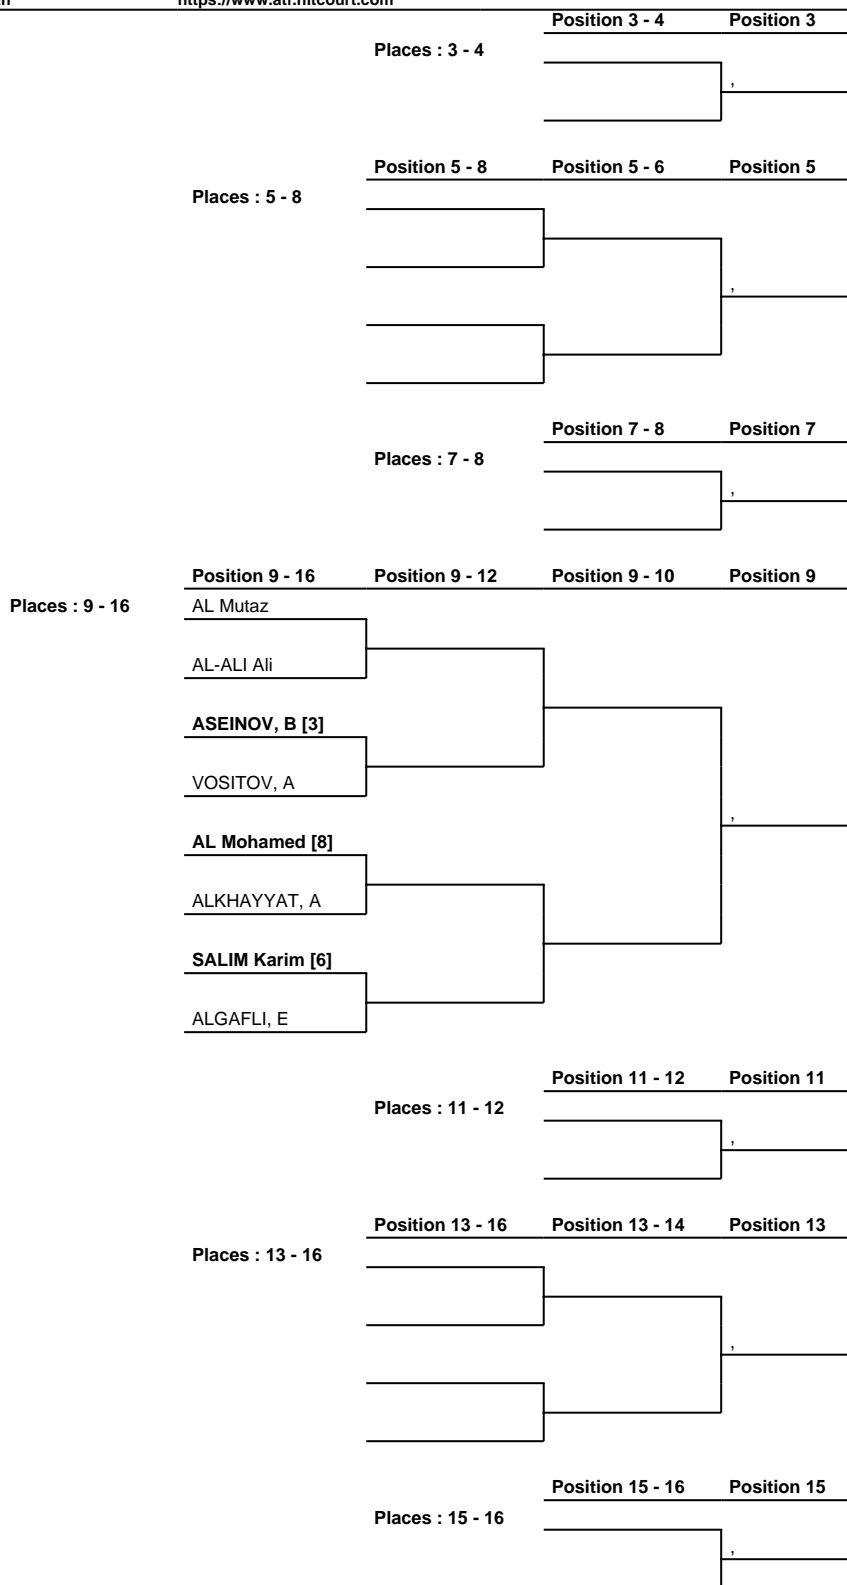 https://www.atf.hitcourt.com
Position 3 - 4 Position 3
Places : 3 - 4
,
Position 5 - 8 Position 5 - 6 Position 5
Places : 5 - 8
,
Position 7 - 8 Position 7
Places : 7 - 8
,
Position 9 - 16 Position 9 - 12 Position 9 - 10 Position 9
Places : 9 - 16 AL Mutaz
AL-ALI Ali
ASEINOV, B [3]
VOSITOV, A
,
AL Mohamed [8]
ALKHAYYAT, A
SALIM Karim [6]
ALGAFLI, E
Position 11 - 12 Position 11
Places : 11 - 12
,
Position 13 - 16 Position 13 - 14 Position 13
Places : 13 - 16
,
Position 15 - 16 Position 15
Places : 15 - 16
,